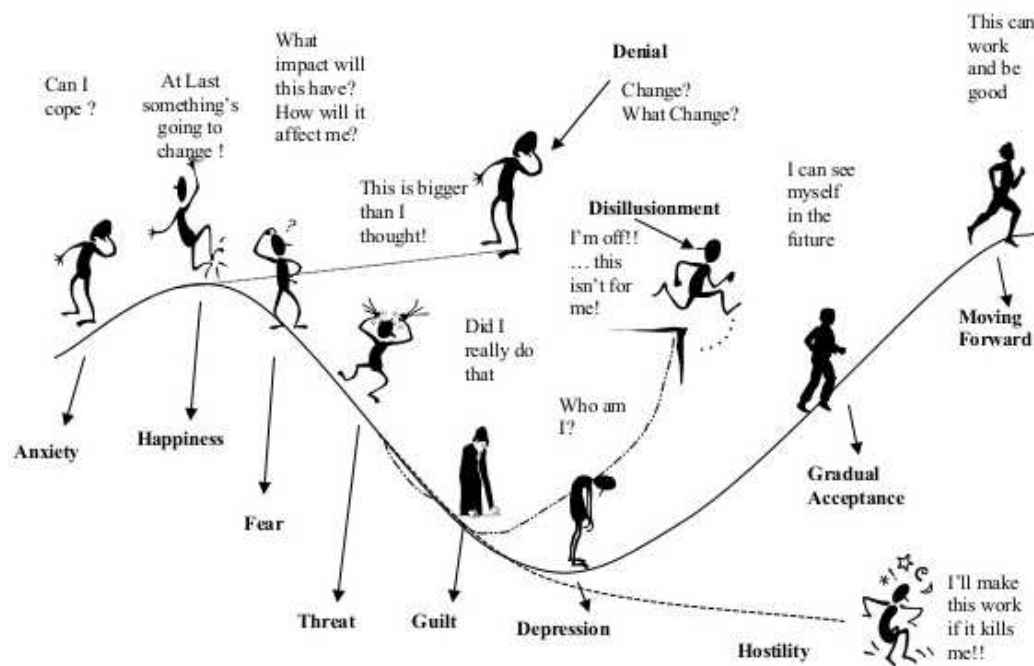 Can I
cope ?
At Last
something's
going to
change !
What
impact will
this have?
How will it
affect me?
Denial
Change?
What Change?
This can
work
and be
good
This is bigger
than I
thought!
Disillusionment
I'm off!!
… this
isn't for
me!
I can see
myself
in the
future
?
Did I
really do
that
Who am
I?
Moving
Forward
Anxiety
Happiness
Fear
Gradual
Acceptance
Threat
Guilt
Depression
Hostility
I'll make
this work
if it kills
me!!